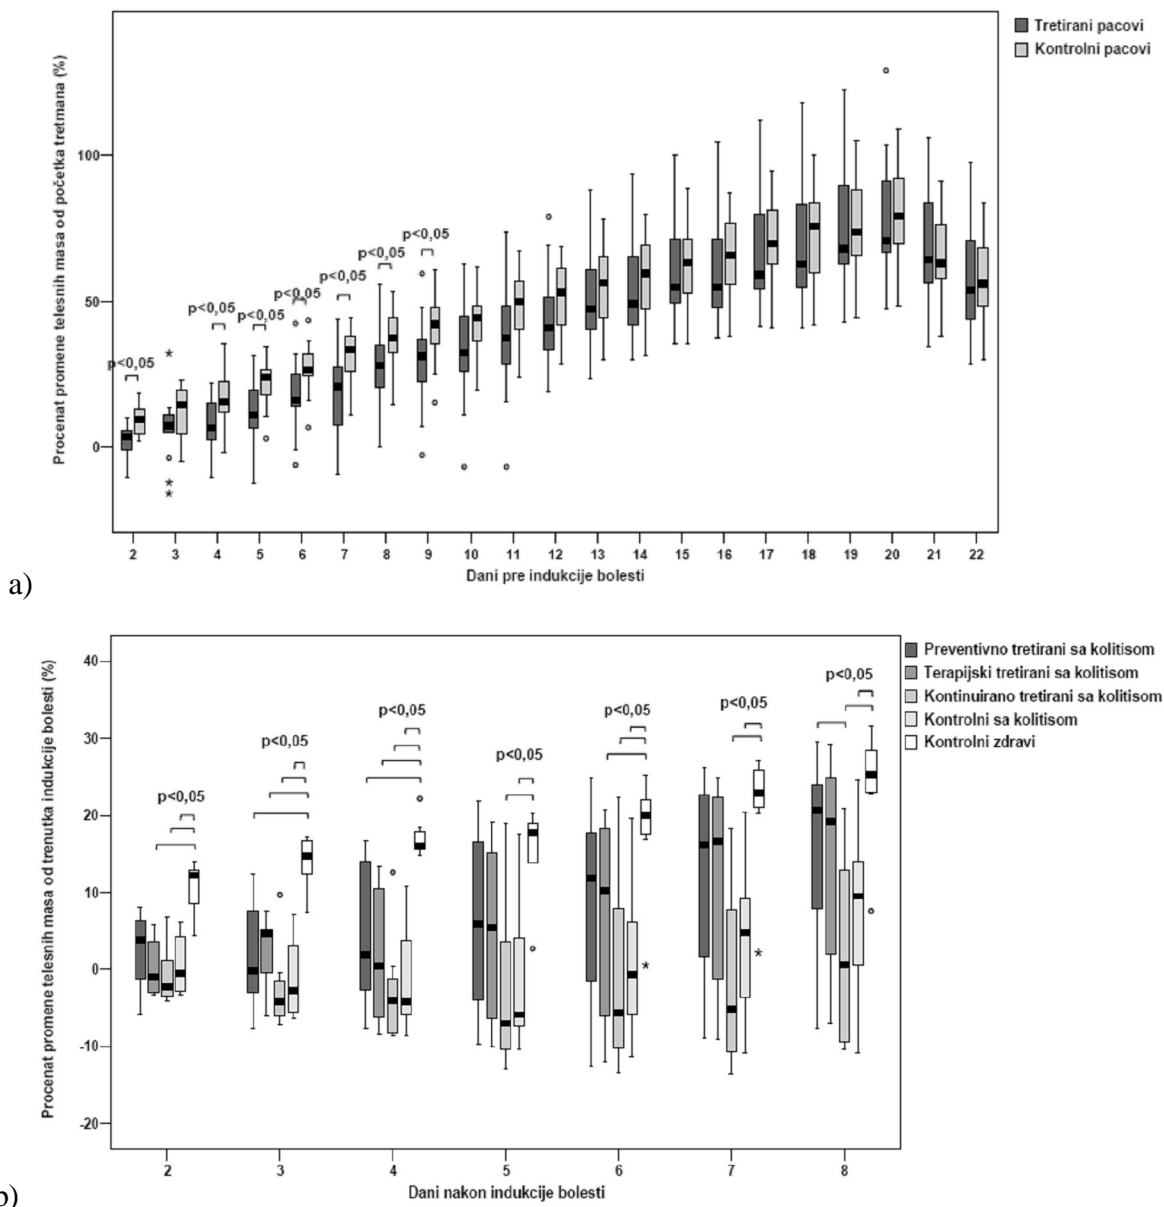 Tretirani pacovi
Kontrolni pacovi
Procenat promene telesnih masa od početka tretmana (%)
100
50
0
p<0,05
p<0,05
p<0,05
p<0,05
p<0,05
p<0,05
p<0,05
2 3 4 5 6 7 8 9 10 11 12 13 14 15 16 17 18 19 20 21 22
Dani pre indukcije bolesti
a)
Preventivno tretirani sa kolitisom
Terapijski tretirani sa kolitisom
Kontinuirano tretirani sa kolitisom
Kontrolni sa kolitisom
Kontrolni zdravi
Procenat promene telesnih masa od trenutka indukcije bolesti (%)
40
30
20
10
0
-10
-20
p<0,05
p<0,05
p<0,05
p<0,05
p<0,05
p<0,05
p<0,05
2 3 4 5 6 7 8
Dani nakon indukcije bolesti
b)